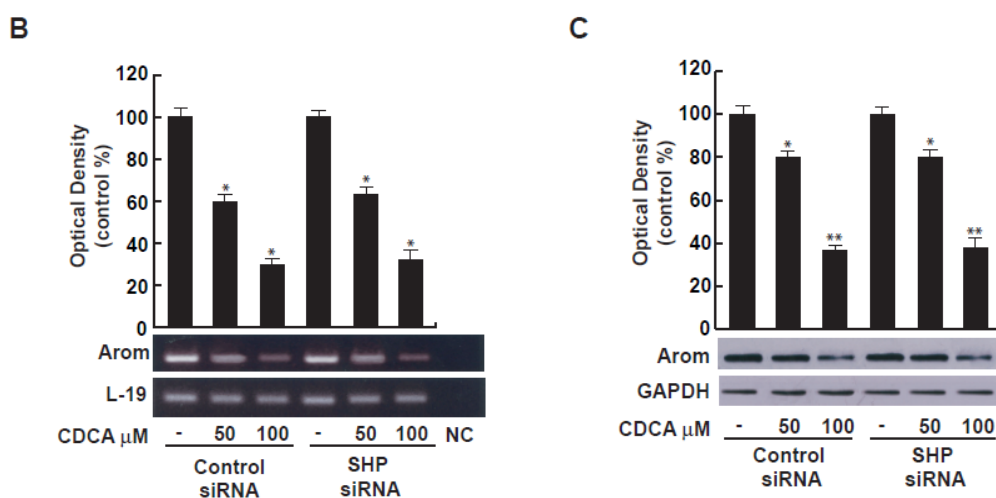 B
Optical Density
(control %)
120
100
80
60
40
20
0
*
*
*
*
Arom
L-19
CDCA µM
- 50 100 - 50 100 NC
Control
siRNA
SHP
siRNA
C
Optical Density
(control %)
120
100
80
60
40
20
0
*
**
*
**
Arom
GAPDH
CDCA µM
- 50 100 - 50 100
Control
siRNA
SHP
siRNA